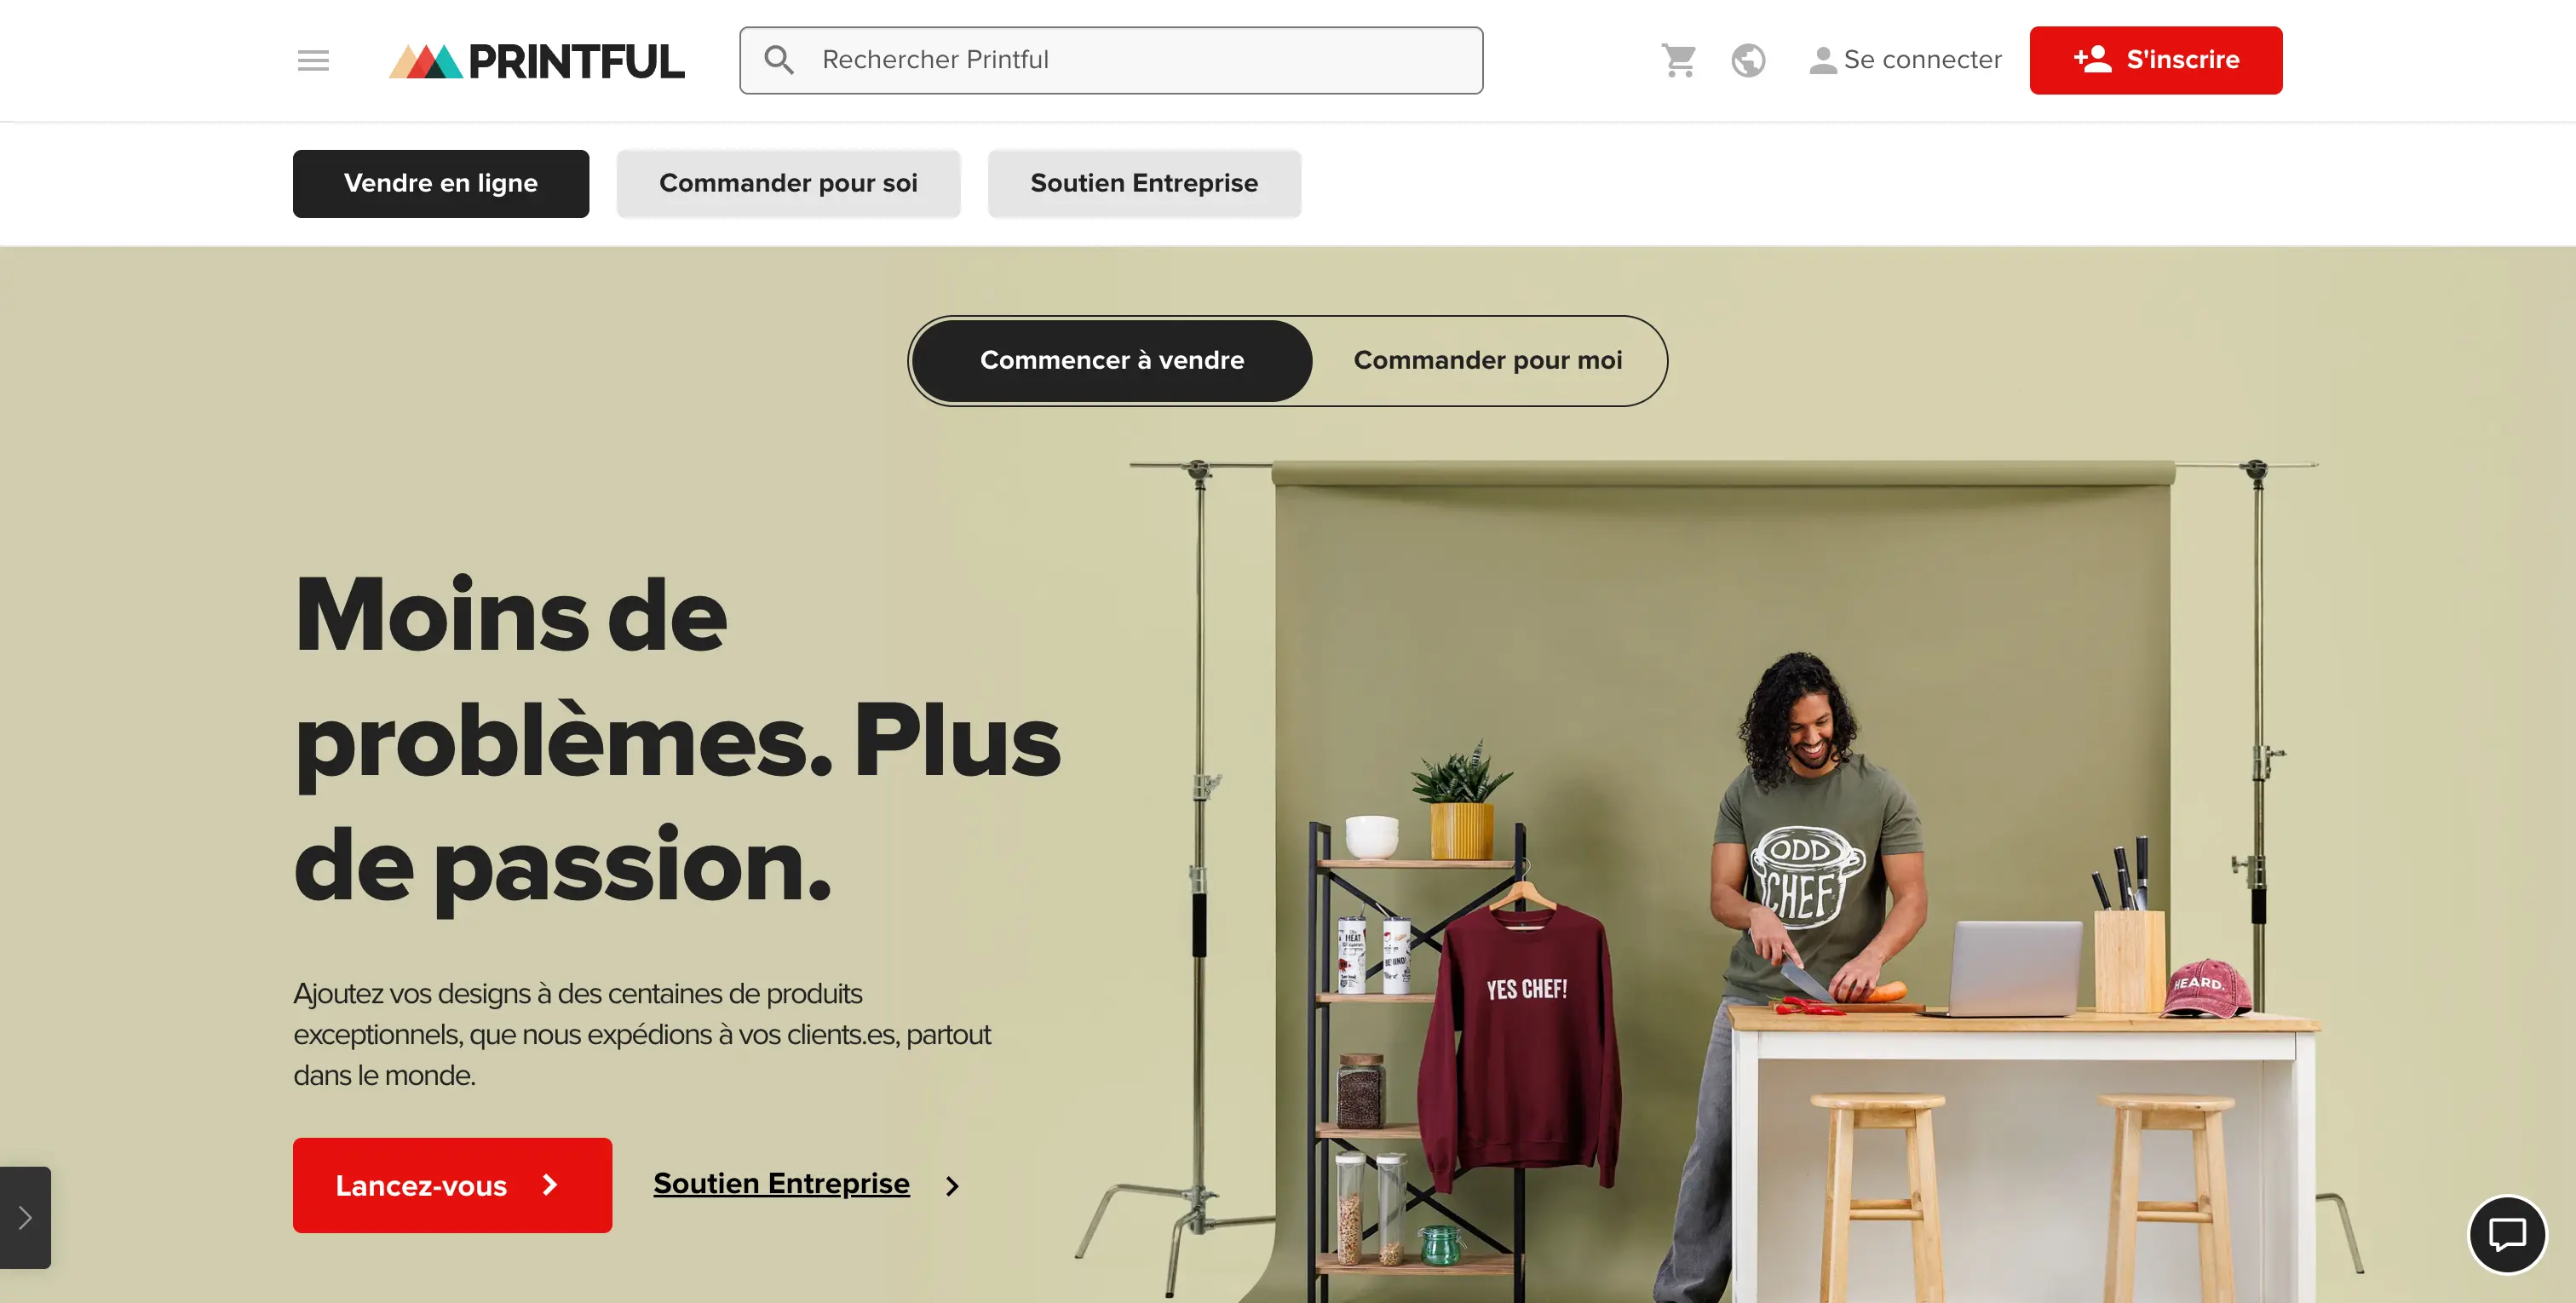 PRINTFUL
Rechercher Printful
Se connecter
S'inscrire
Vendre en ligne
Commander pour soi
Soutien Entreprise
Commencer à vendre
Commander pour moi
Moins de
problèmes. Plus
de passion.
Ajoutez vos designs à des centaines de produits
exceptionnels, que nous expédions à vos clients.es, partout
dans le monde.
Lancez-vous
Soutien Entreprise
ODD
CHEF
YES CHEF!
HEARD.